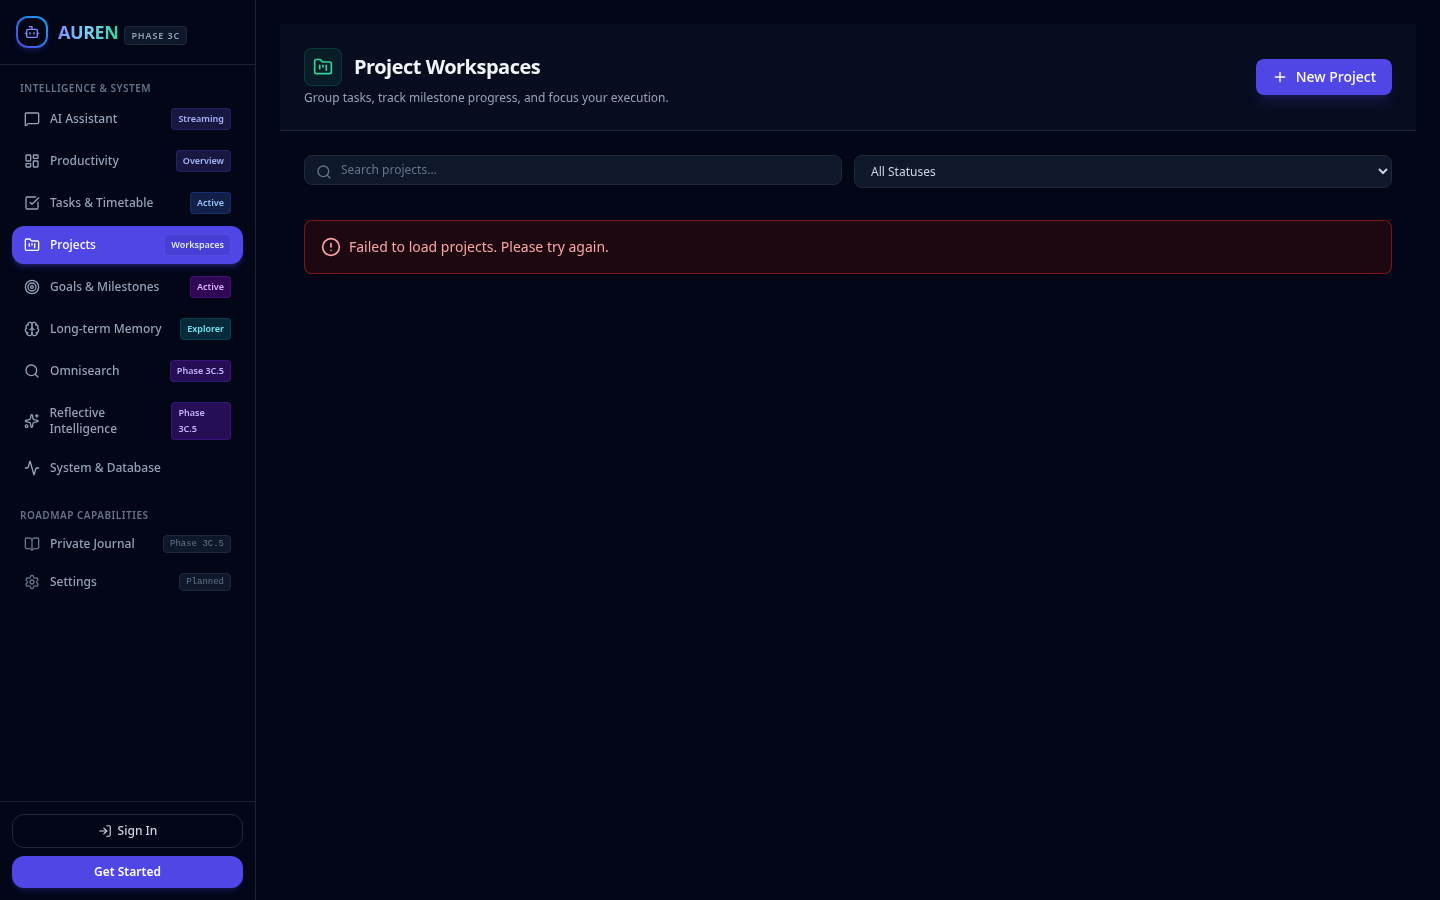 AUREN PHASE 3C
INTELLIGENCE & SYSTEM
AI Assistant Streaming
Productivity Overview
Tasks & Timetable Active
Projects Workspaces
Goals & Milestones Active
Long-term Memory Explorer
Omnisearch Phase 3C.5
Reflective Intelligence Phase 3C.5
System & Database
ROADMAP CAPABILITIES
Private Journal Phase 3C.5
Settings Planned
Sign In
Get Started
Project Workspaces
Group tasks, track milestone progress, and focus your execution.
New Project
Search projects...
All Statuses
Failed to load projects. Please try again.